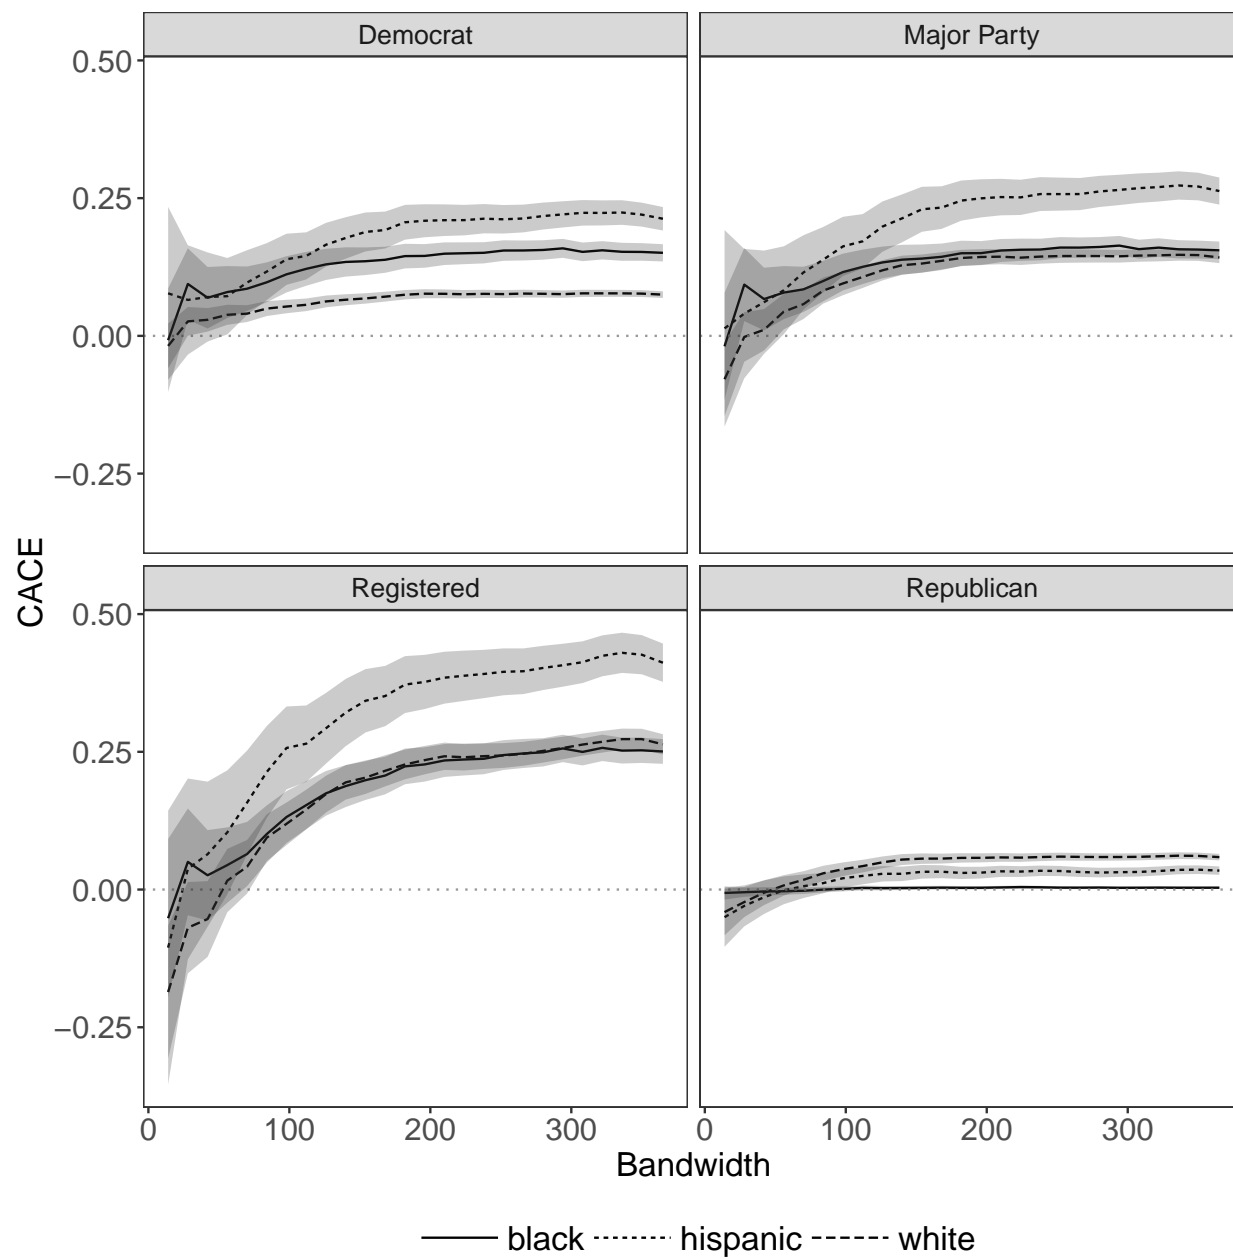 Democrat
Major Party
0.50
0.25
0.00
−0.25
CACE
Registered
Republican
0.50
0.25
0.00
−0.25
0 100 200 300
0 100 200 300
Bandwidth
black hispanic white